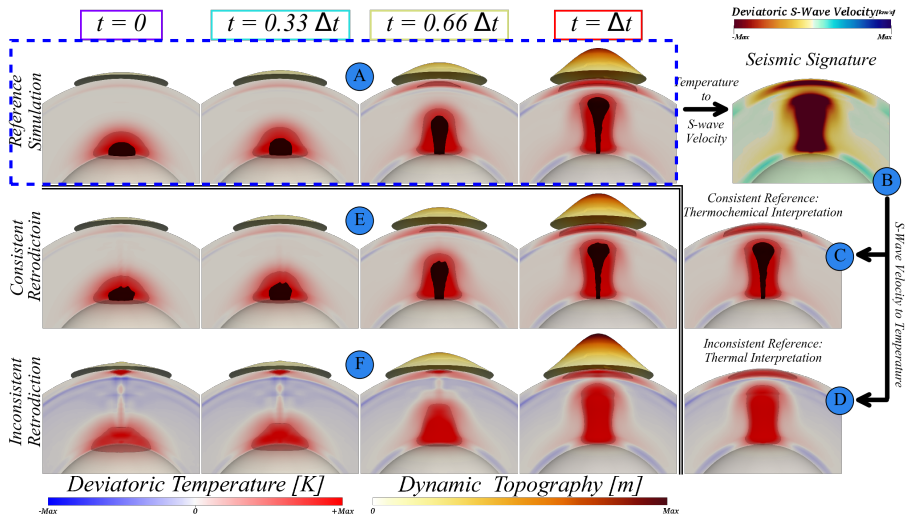 t = 0
t = 0.33 Δt
t = 0.66 Δt
t = Δt
Deviatoric S-Wave Velocity[km/s]
-Max
Max
Seismic Signature
Reference
Simulation
A
Temperature
to
S-wave
Velocity
B
Consistent
Retrodictoin
E
Consistent Reference:
Thermochemical Interpretation
C
S-Wave Velocity to Temperature
Inconsistent
Retrodiction
F
Inconsistent Reference:
Thermal Interpretation
D
Deviatoric Temperature [K]
-Max
0
+Max
Dynamic Topography [m]
0
Max